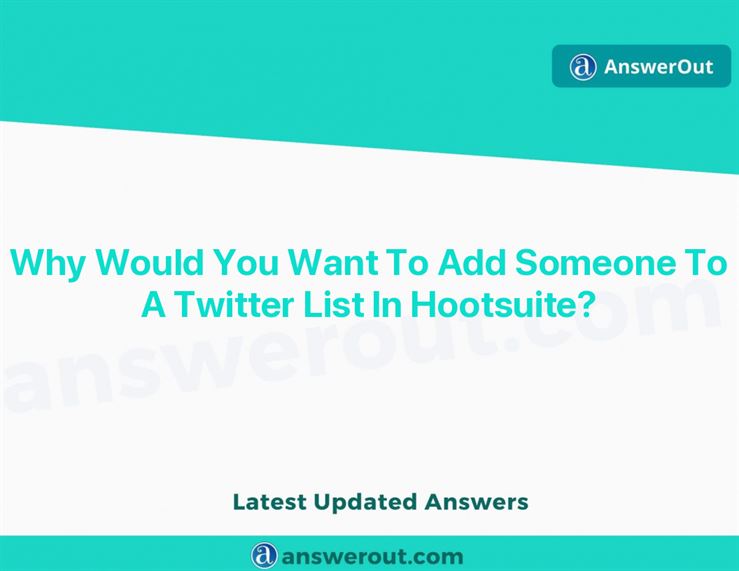 AnswerOut
Why Would You Want To Add Someone To
A Twitter List In Hootsuite?
answerout.com
Latest Updated Answers
answerout.com